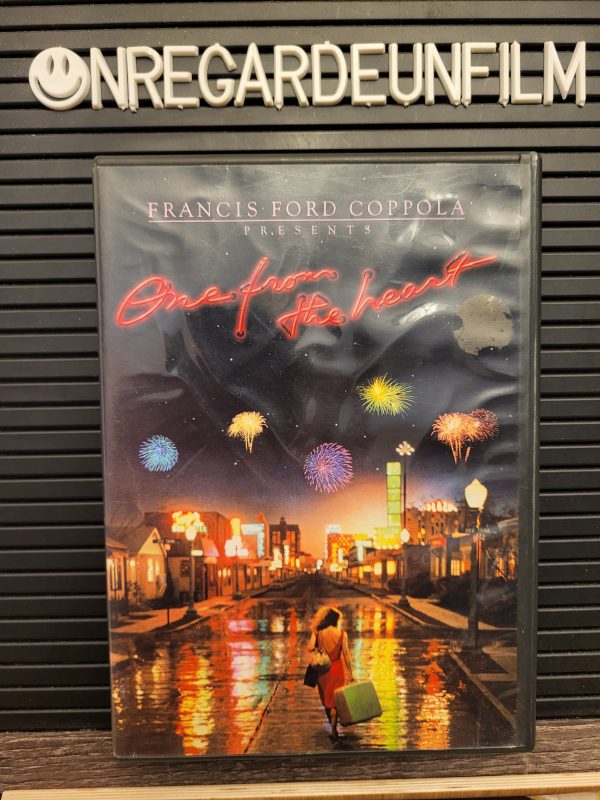 ONREGARDEUNFILM
FRANCIS FORD COPPOLA
PRESENTS
One from
the heart